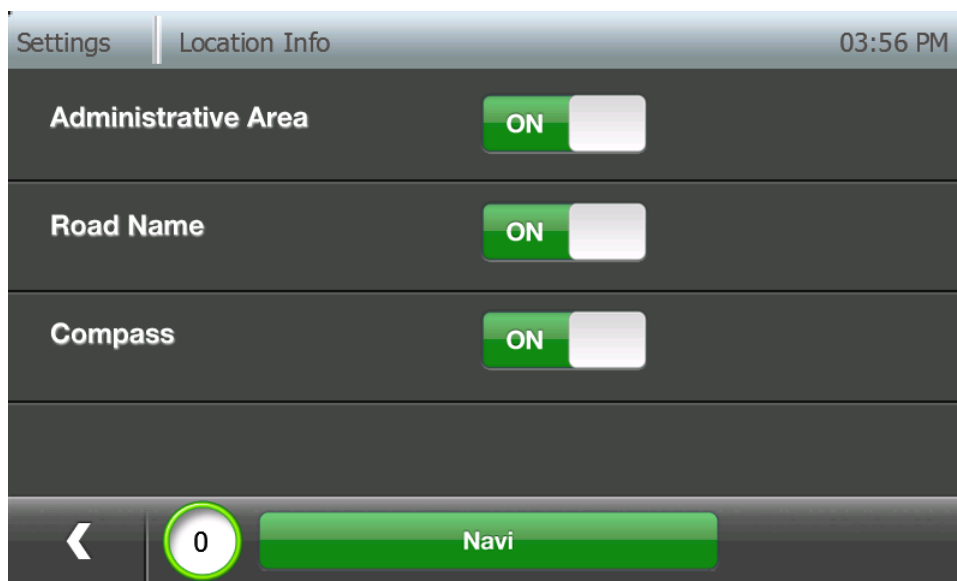 Settings Location Info 03:56 PM
Administrative Area ON
Road Name ON
Compass ON
0 Navi